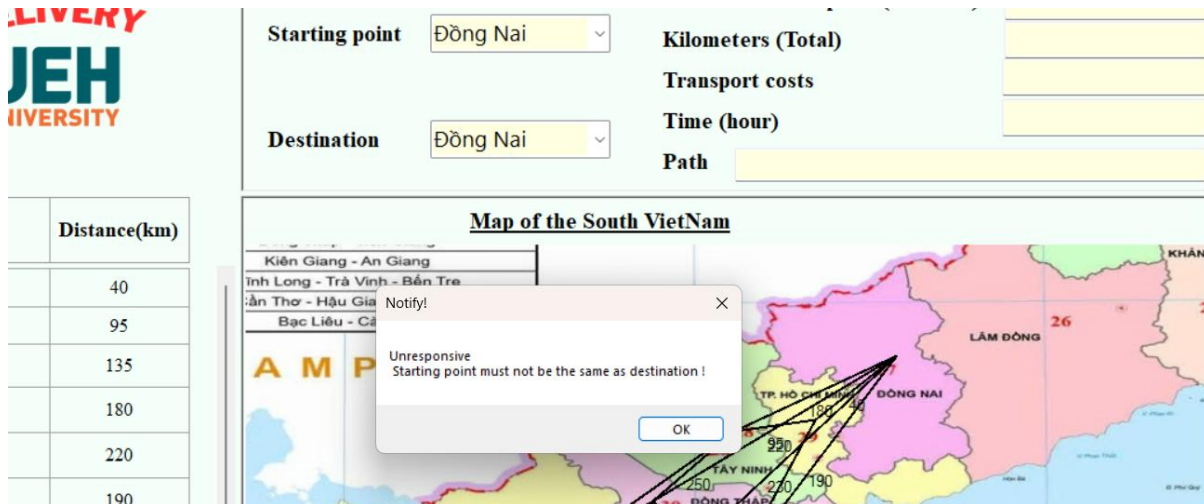 UEH
Starting point
Đồng Nai
Kilometers (Total)
Transport costs
Time (hour)
Destination
Đồng Nai
Path
Distance(km)
40
95
135
180
220
190
Map of the South VietNam
Kiên Giang - An Giang
Vĩnh Long - Trà Vinh - Bến Tre
Cần Thơ - Hậu Gia
Bạc Liêu - Cà
A M P
Notify!
Unresponsive
Starting point must not be the same as destination !
OK
KHÁN
26
LÂM ĐỒNG
ĐỒNG NAI
TP. HỒ CHÍ MINH
180
40
220
TÂY NINH
250
230
190
ĐỒNG THÁP